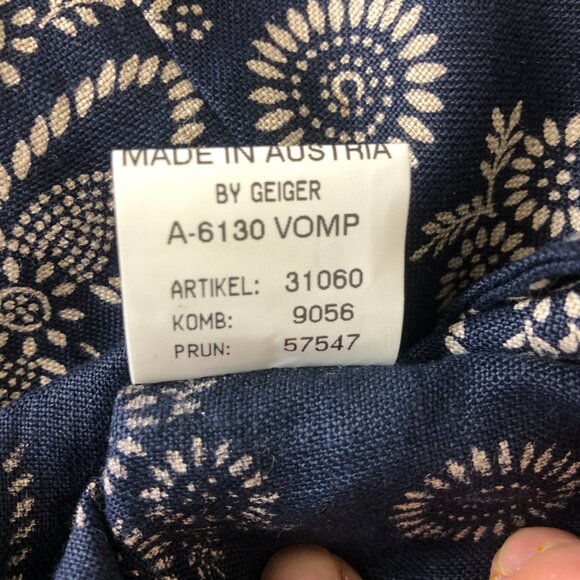 MADE IN AUSTRIA
BY GEIGER
A-6130 VOMP
ARTIKEL: 31060
KOMB: 9056
PRUN: 57547